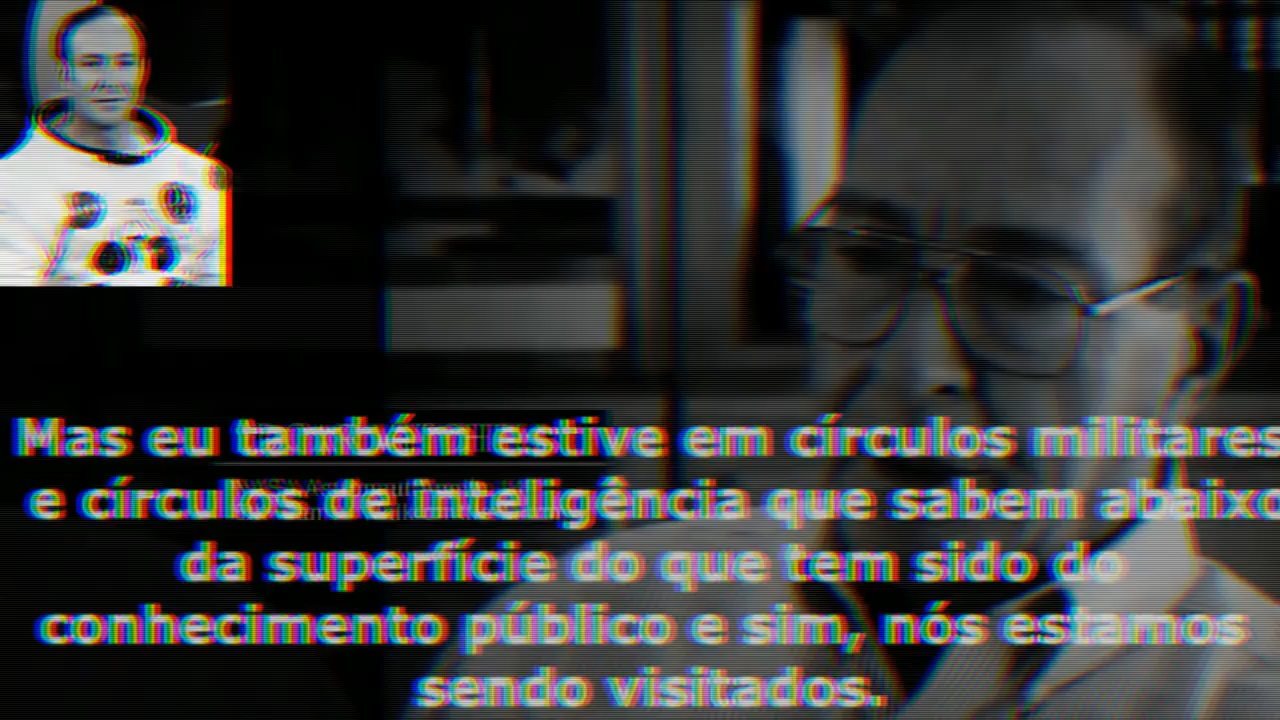 Mas eu também estive em círculos militares
e círculos de inteligência que sabem abaixo
da superfície do que tem sido do
conhecimento público e sim, nós estamos
sendo visitados.